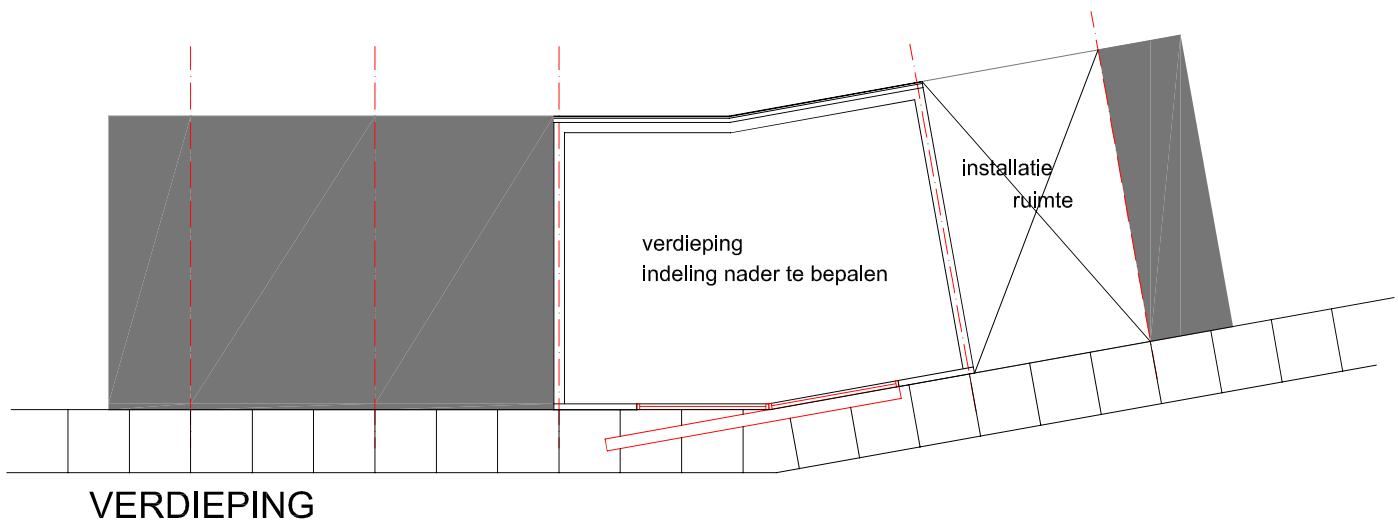 installatie
ruimte
verdieping
indeling nader te bepalen
VERDIEPING